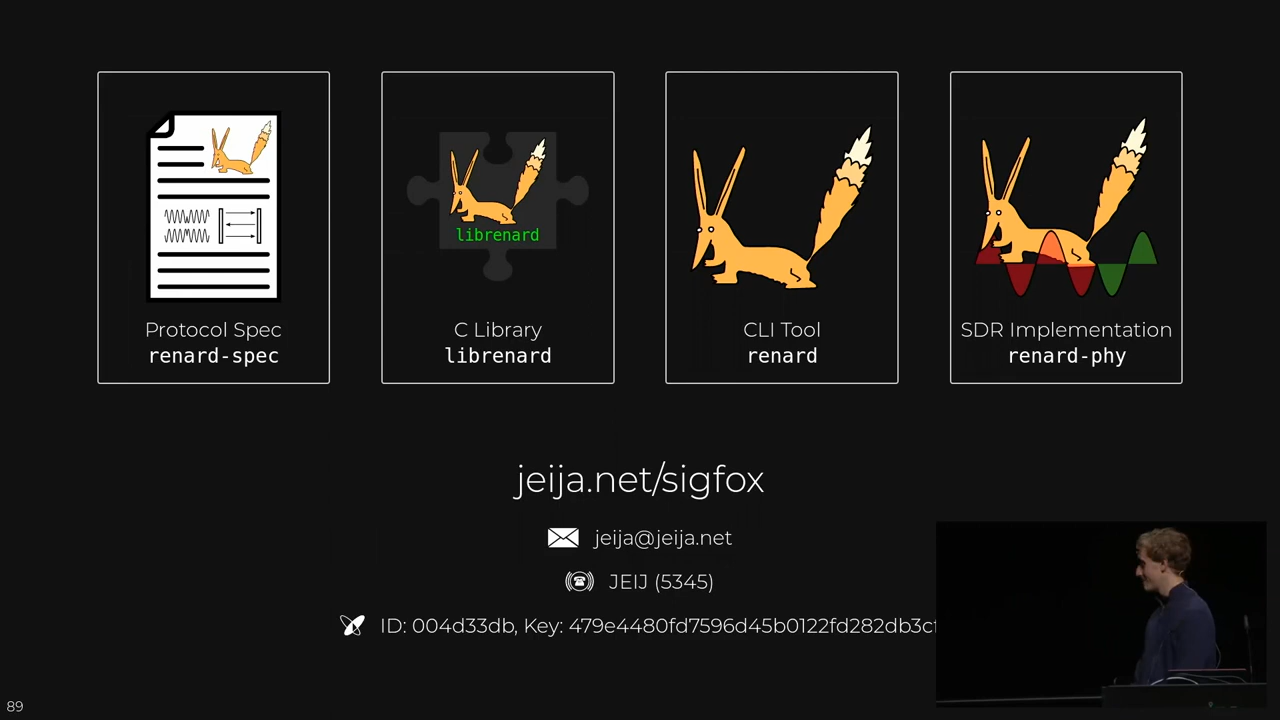 librenard
Protocol Spec
renard-spec
C Library
librenard
CLI Tool
renard
SDR Implementation
renard-phy
jeija.net/sigfox
jeija@jeija.net
JEIJ (5345)
ID: 004d33db, Key: 479e4480fd7596d45b0122fd282db3cf
89